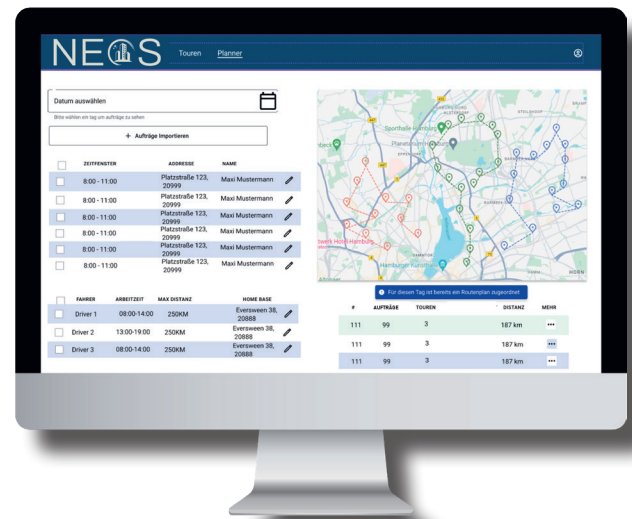 NEOS
Touren
Planner
Datum auswählen
Bitte wählen ein tag um aufträge zu sehen
+ Aufträge Importieren
ZEITFENSTER ADDRESSE NAME
8:00 - 11:00 Platzstraße 123, 20999 Maxi Mustermann
8:00 - 11:00 Platzstraße 123, 20999 Maxi Mustermann
8:00 - 11:00 Platzstraße 123, 20999 Maxi Mustermann
8:00 - 11:00 Platzstraße 123, 20999 Maxi Mustermann
8:00 - 11:00 Platzstraße 123, 20999 Maxi Mustermann
8:00 - 11:00 Platzstraße 123, 20999 Maxi Mustermann
FAHRER ARBEITZEIT MAX DISTANZ HOME BASE
Driver 1 08:00-14:00 250KM Eversween 38, 20888
Driver 2 13:00-19:00 250KM Eversween 38, 20888
Driver 3 08:00-14:00 250KM Eversween 38, 20888
STEILSHOOP
Sporthalle Hamburg
Planetarium Hamburg
EPPENDORF
DAMMTOR
Hamburger Kunsthalle
HORN
HORN
Für diesen Tag ist bereits ein Routenplan zugeordnet
# AUFTRÄGE TOUREN DISTANZ MEHR
111 99 3 187 km •••
111 99 3 187 km •••
111 99 3 187 km •••